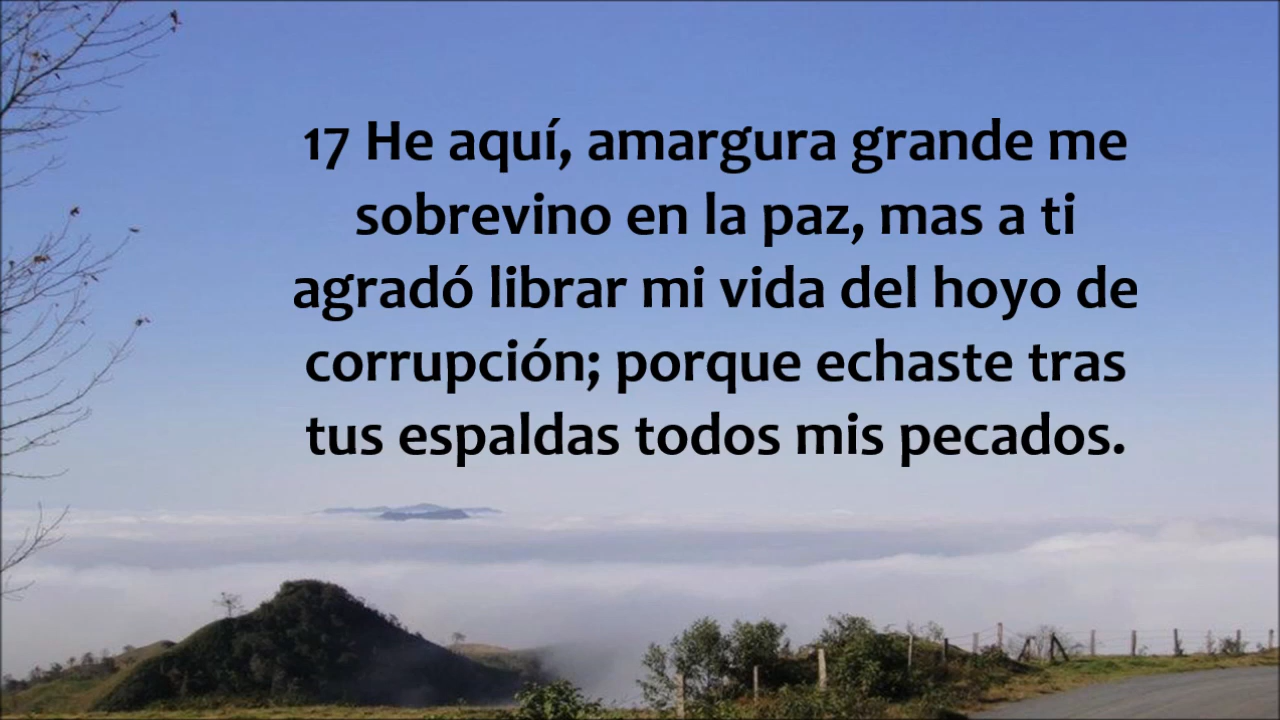 17 He aquí, amargura grande me
sobrevino en la paz, mas a ti
agradó librar mi vida del hoyo de
corrupción; porque echaste tras
tus espaldas todos mis pecados.